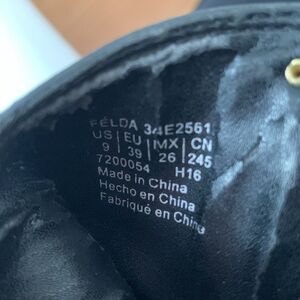 FELDA 34E2561
US | EU | MX | CN
9 | 39 | 26 | 245
7200054 H16
Made in China
Hecho en China
Fabriqué en China